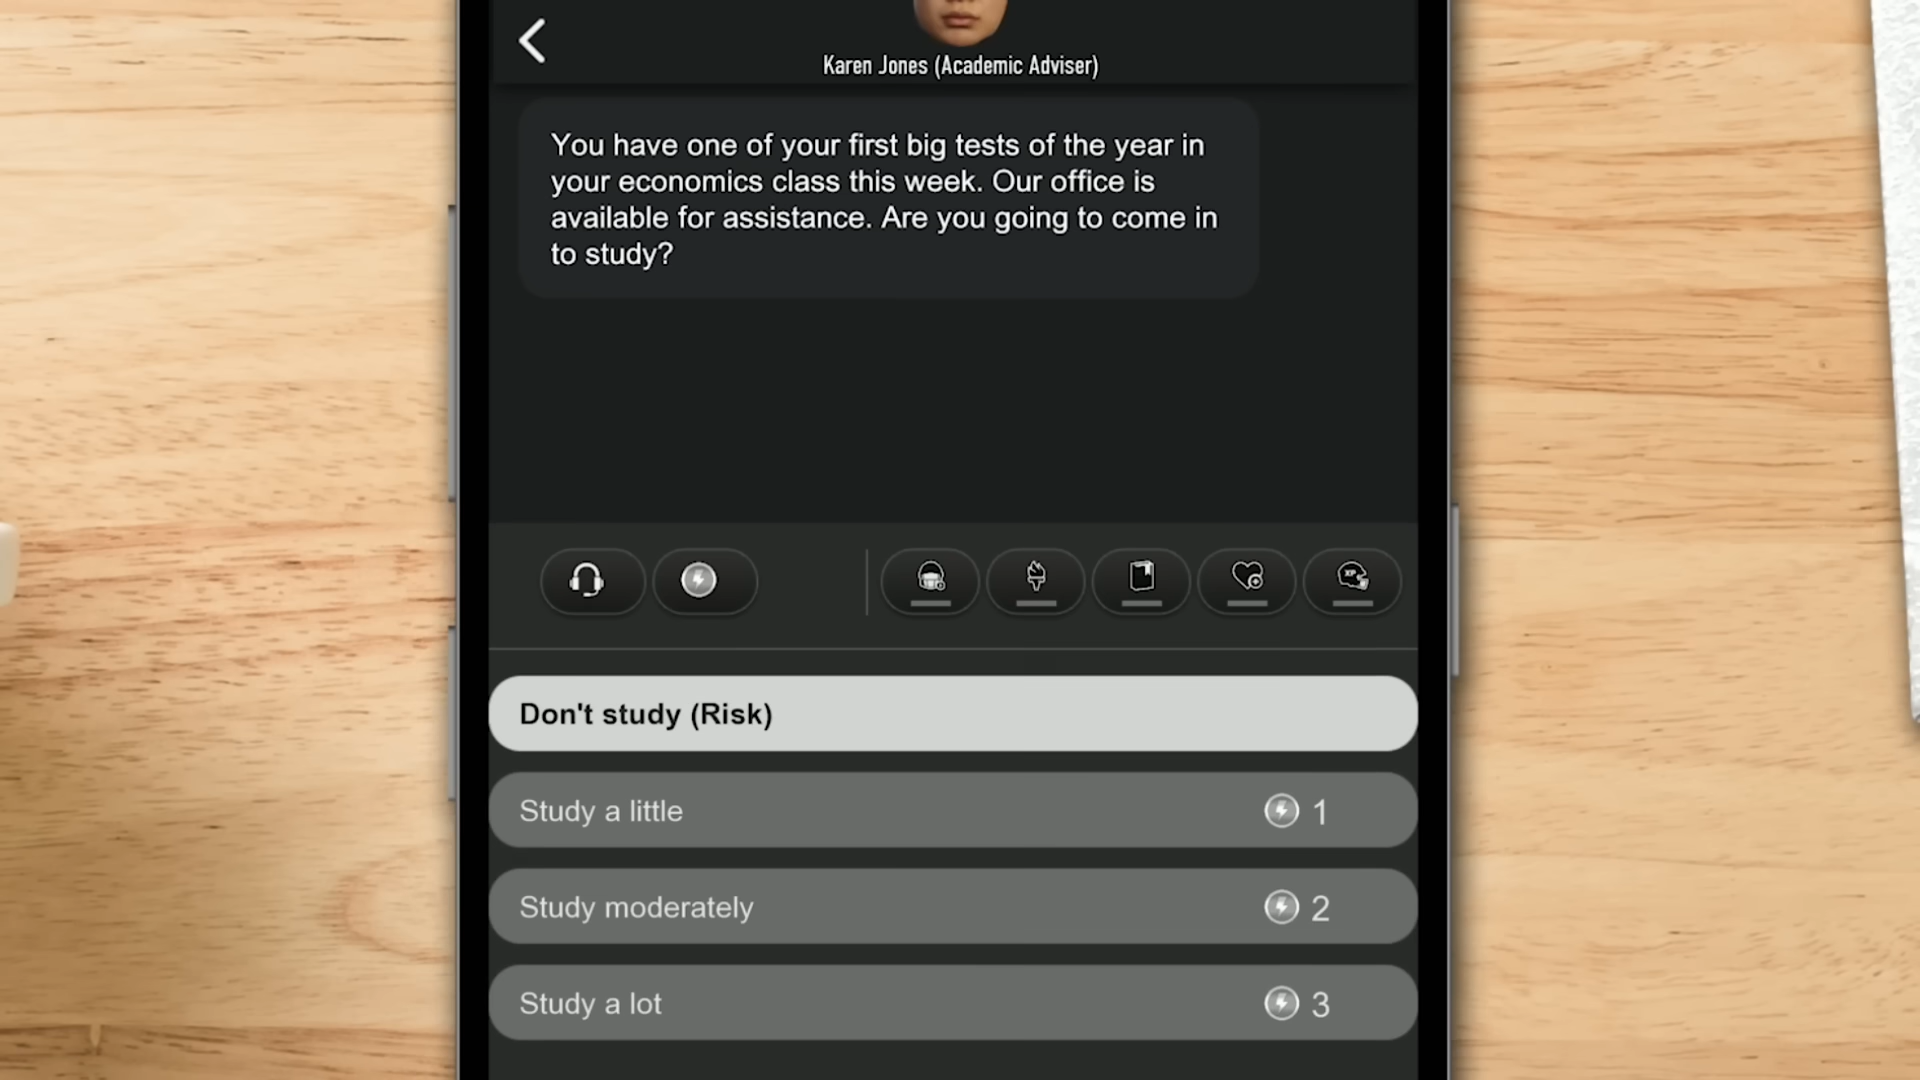 Karen Jones (Academic Adviser)
You have one of your first big tests of the year in
your economics class this week. Our office is
available for assistance. Are you going to come in
to study?
XP
Don't study (Risk)
Study a little 1
Study moderately 2
Study a lot 3